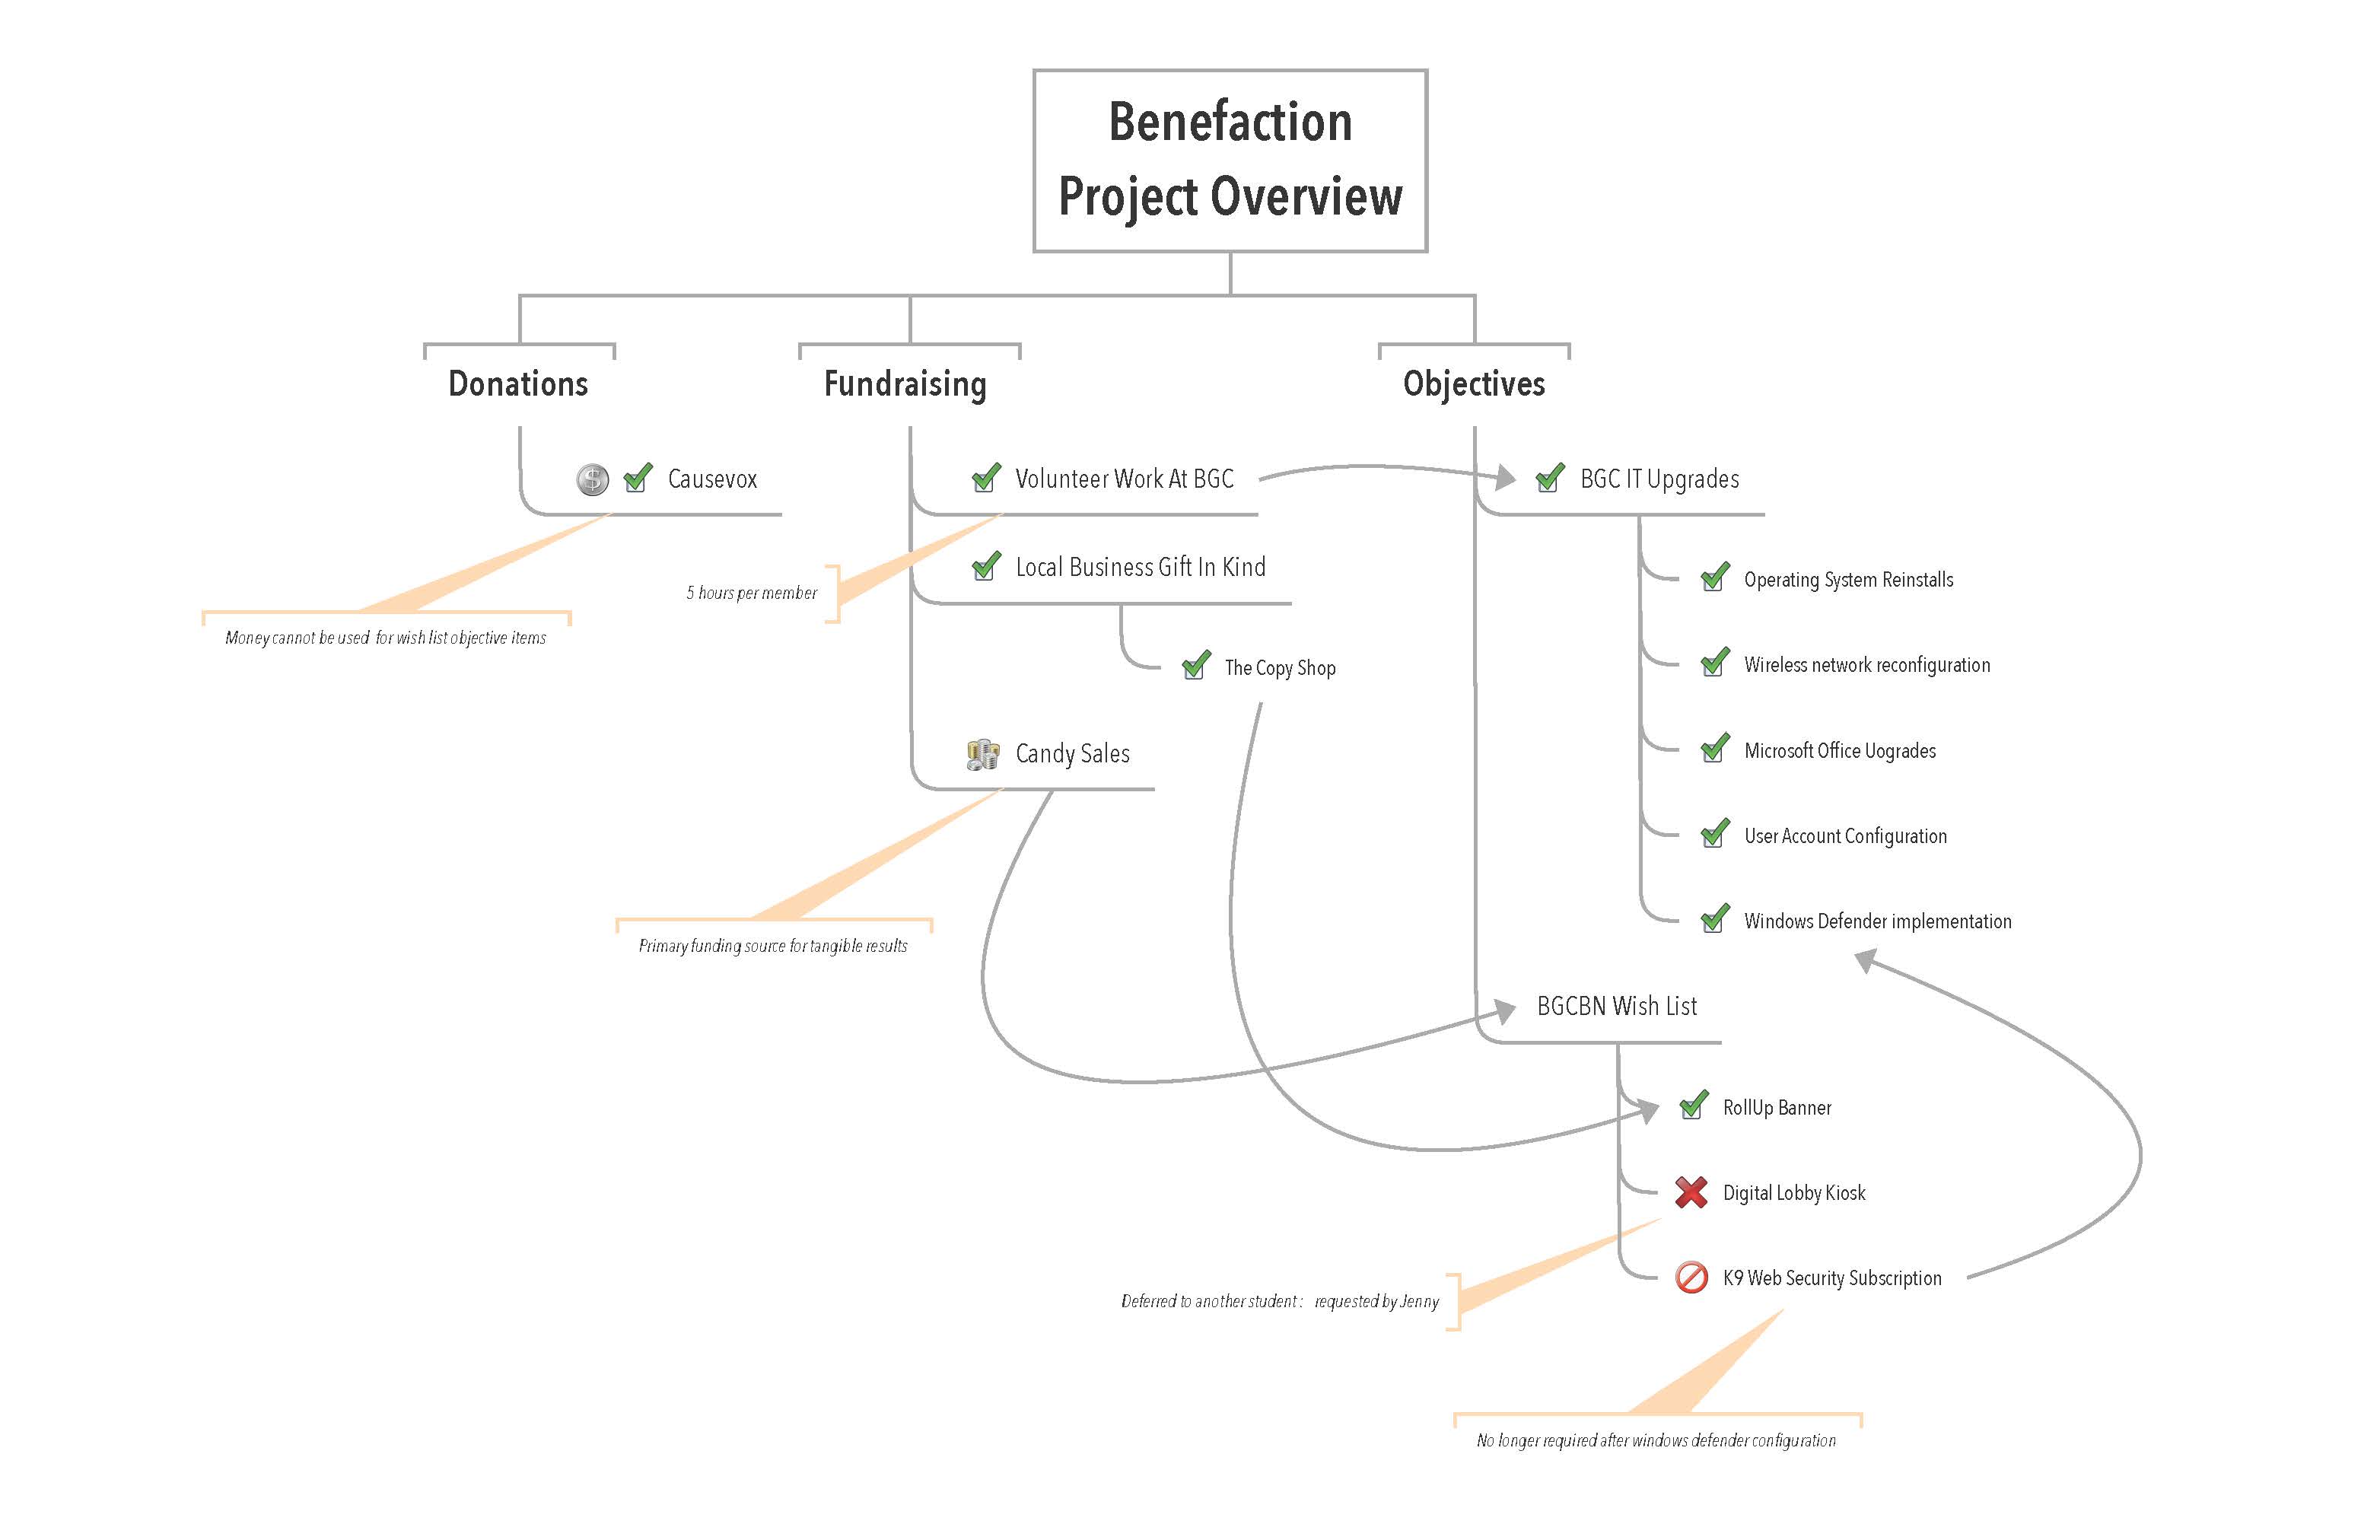 Benefaction
Project Overview
Donations
Fundraising
Objectives
Causevox
Money cannot be used for wish list objective items
Volunteer Work At BGC
5 hours per member
Local Business Gift In Kind
The Copy Shop
Candy Sales
Primary funding source for tangible results
BGC IT Upgrades
Operating System Reinstalls
Wireless network reconfiguration
Microsoft Office Uogrades
User Account Configuration
Windows Defender implementation
BGCBN Wish List
RollUp Banner
Digital Lobby Kiosk
Deferred to another student : requested by Jenny
K9 Web Security Subscription
No longer required after windows defender configuration